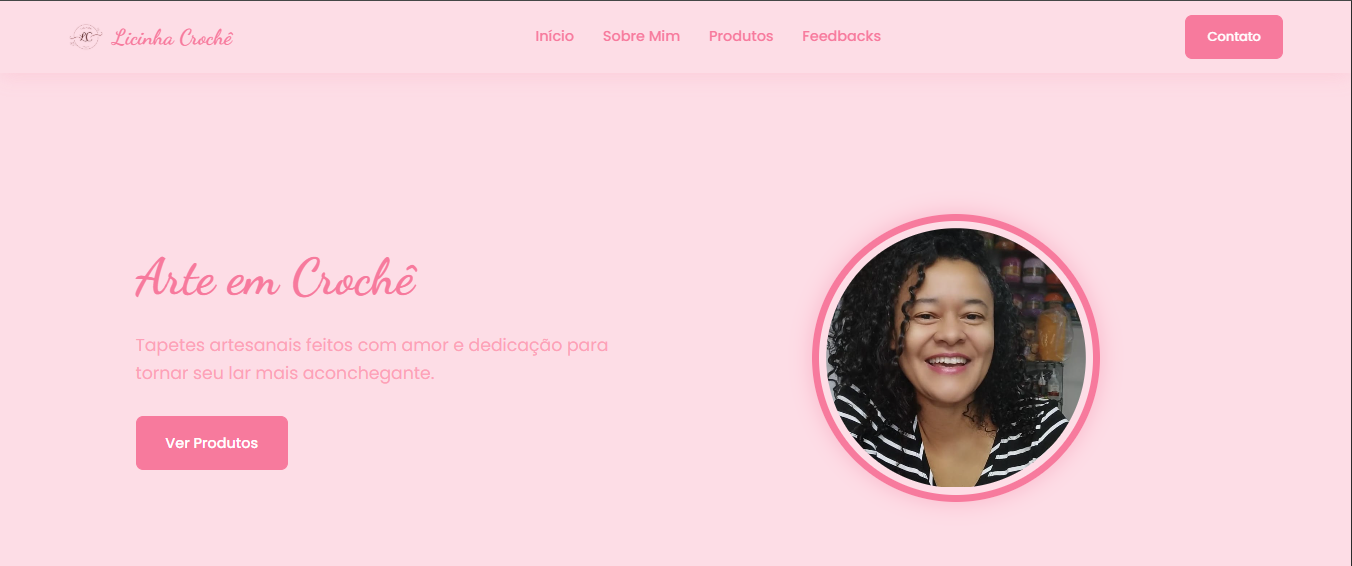 LC
Licinha Crochê
Início
Sobre Mim
Produtos
Feedbacks
Contato
Arte em Crochê
Tapetes artesanais feitos com amor e dedicação para
tornar seu lar mais aconchegante.
Ver Produtos